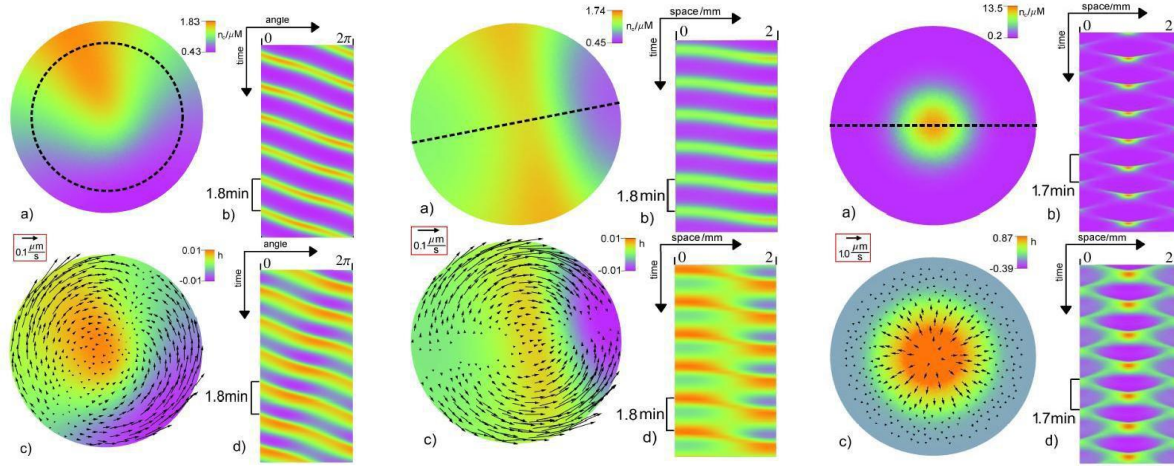 1.83
n_c/μM
0.43
angle
0
2π
time
1.8min
a)
b)
0.1 μm/s
0.01
h
-0.01
angle
0
2π
time
1.8min
c)
d)
1.74
n_c/μM
0.45
space/mm
0
2
time
1.8min
a)
b)
0.1 μm/s
0.01
h
-0.01
space/mm
0
2
time
1.8min
c)
d)
13.5
n_c/μM
0.2
space/mm
0
2
time
1.7min
a)
b)
1.0 μm/s
0.87
h
-0.39
space/mm
0
2
time
1.7min
c)
d)